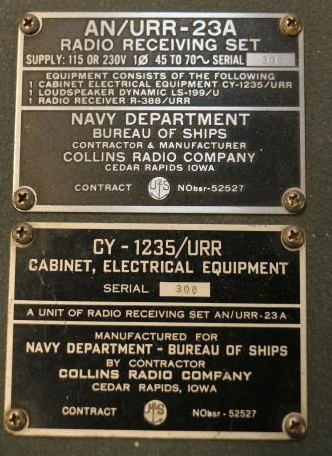 AN/URR-23A
RADIO RECEIVING SET
SUPPLY: 115 OR 230V 1Ø 45 TO 70~ SERIAL 308
EQUIPMENT CONSISTS OF THE FOLLOWING
1 CABINET ELECTRICAL EQUIPMENT CY-1235/URR
1 LOUDSPEAKER DYNAMIC LS-199/U
1 RADIO RECEIVER R-388/URR
NAVY DEPARTMENT
BUREAU OF SHIPS
CONTRACTOR & MANUFACTURER
COLLINS RADIO COMPANY
CEDAR RAPIDS IOWA
CONTRACT US NObsr-52527
CY-1235/URR
CABINET, ELECTRICAL EQUIPMENT
SERIAL 308
A UNIT OF RADIO RECEIVING SET AN/URR-23A
MANUFACTURED FOR
NAVY DEPARTMENT - BUREAU OF SHIPS
BY CONTRACTOR
COLLINS RADIO COMPANY
CEDAR RAPIDS, IOWA
CONTRACT US NObsr-52527